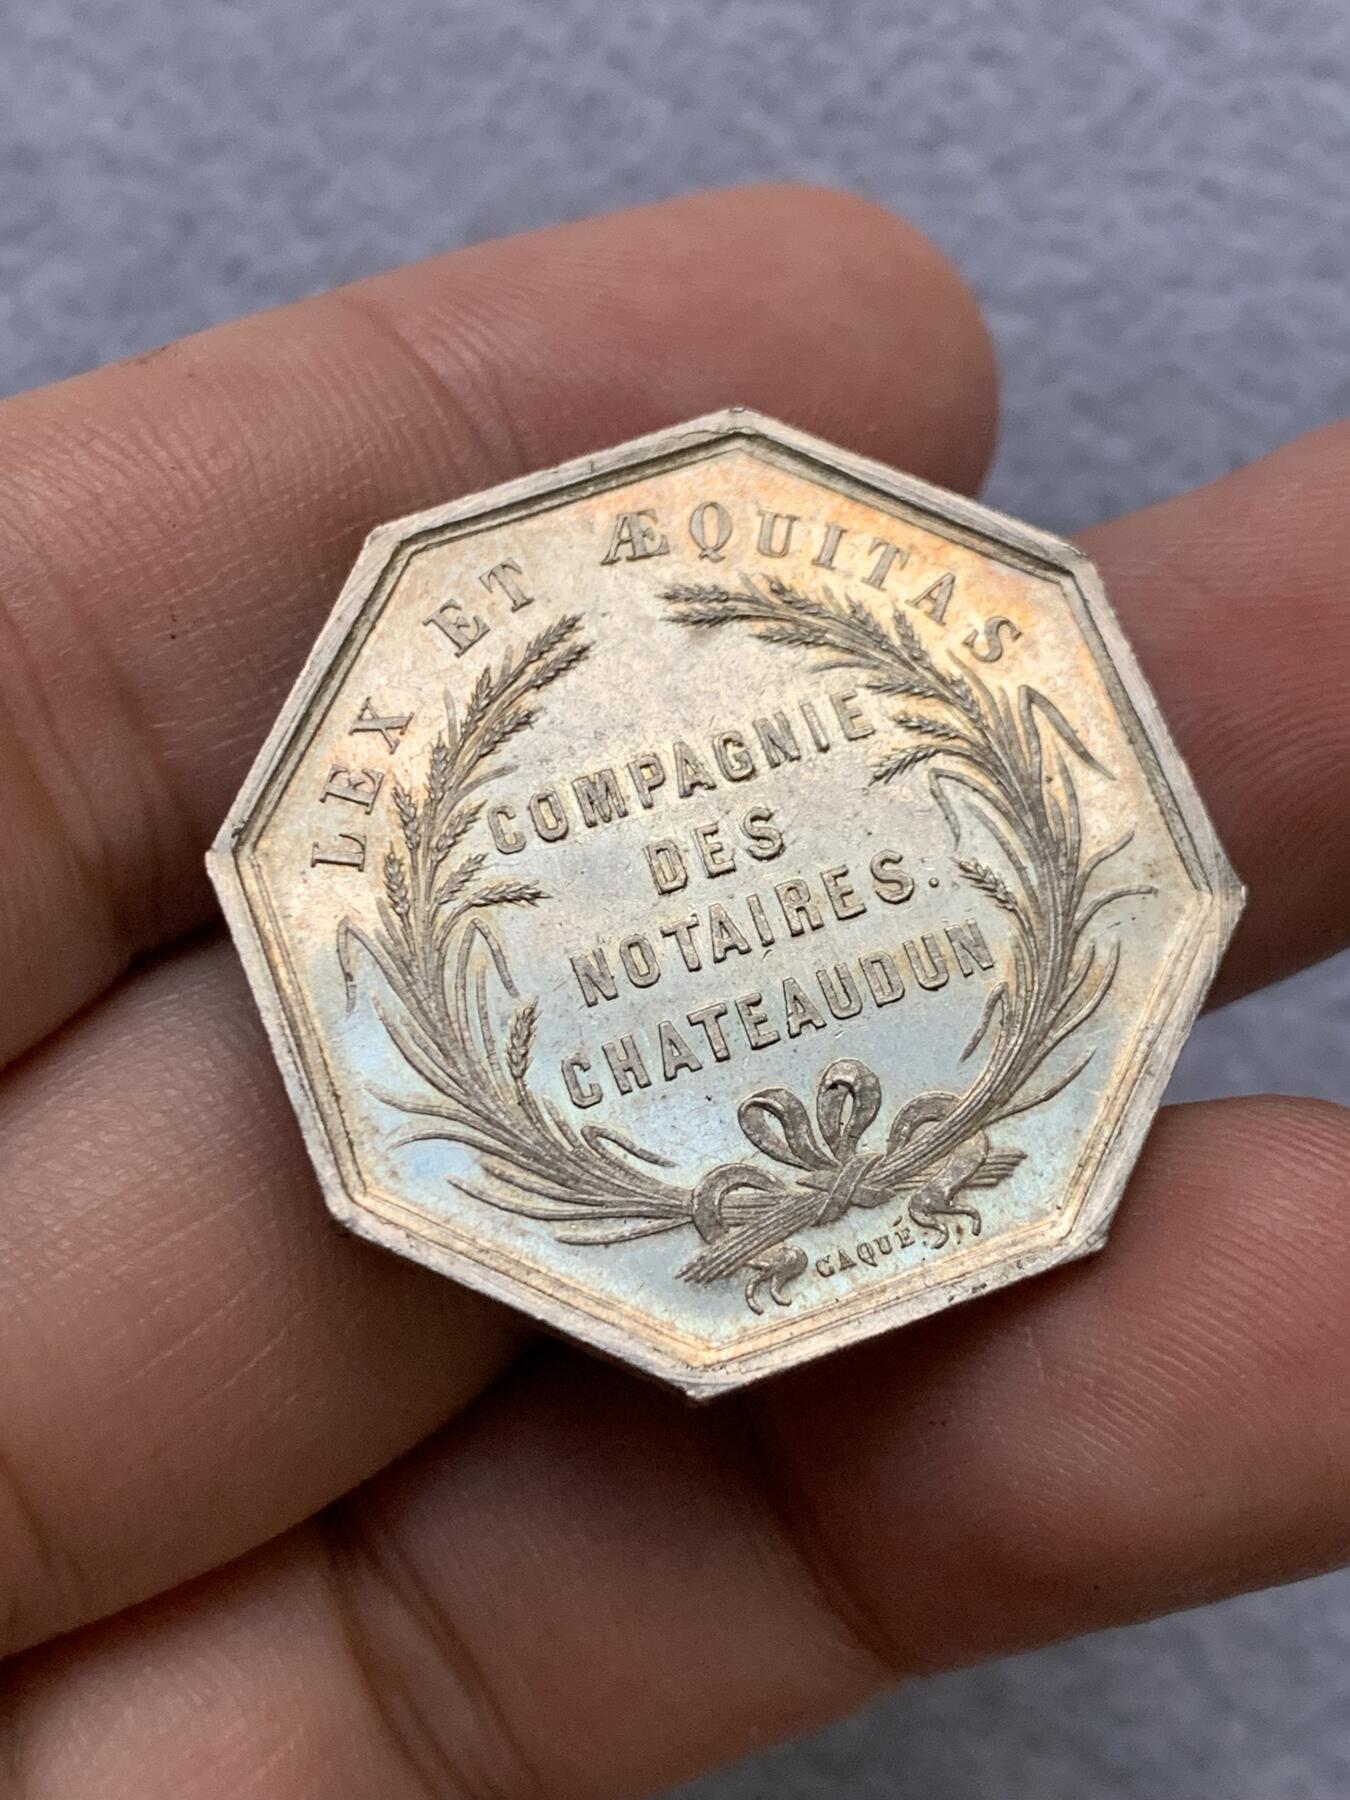 LEX ET ÆQUITAS
COMPAGNIE
DES
NOTAIRES.
CHATEAUDUN
CAQUÉ.